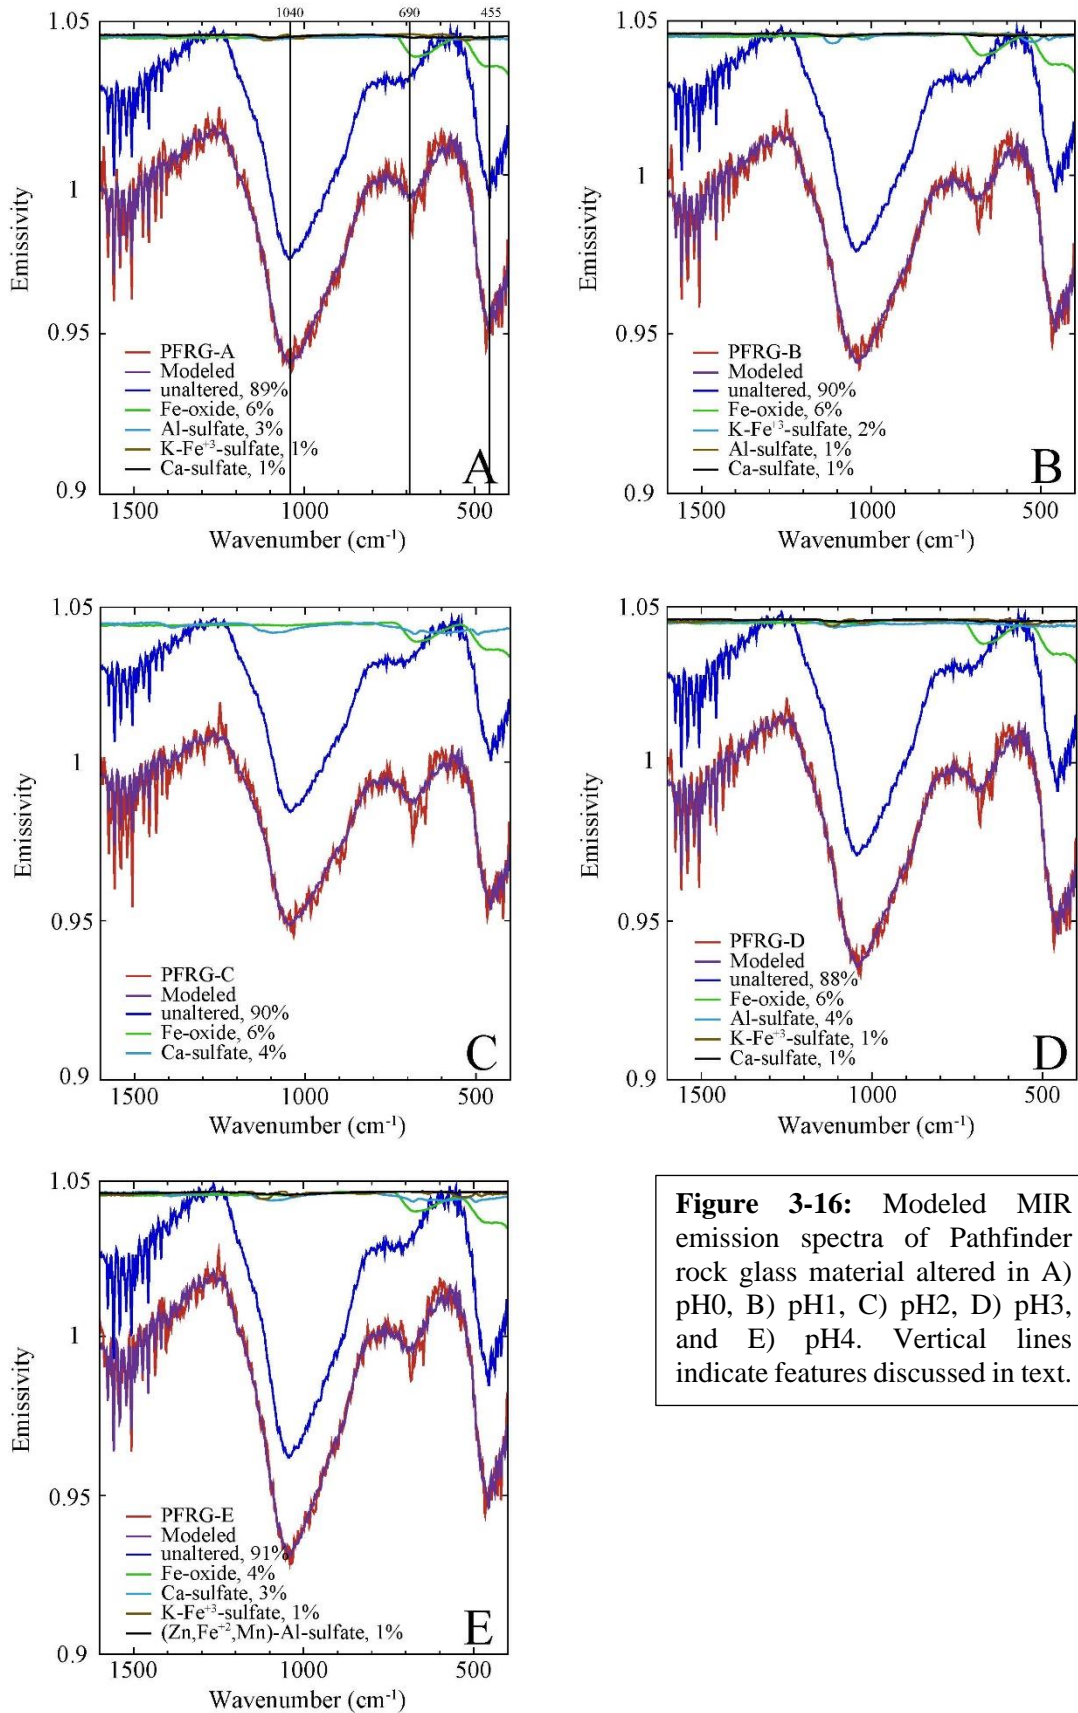 1040 690 455
1.05
1
0.95
0.9
Emissivity
PFRG-A
Modeled
unaltered, 89%
Fe-oxide, 6%
Al-sulfate, 3%
K-Fe⁺³-sulfate, 1%
Ca-sulfate, 1%
A
1500 1000 500
Wavenumber (cm⁻¹)
1.05
1
0.95
0.9
Emissivity
PFRG-B
Modeled
unaltered, 90%
Fe-oxide, 6%
K-Fe⁺³-sulfate, 2%
Al-sulfate, 1%
Ca-sulfate, 1%
B
1500 1000 500
Wavenumber (cm⁻¹)
1.05
1
0.95
0.9
Emissivity
PFRG-C
Modeled
unaltered, 90%
Fe-oxide, 6%
Ca-sulfate, 4%
C
1500 1000 500
Wavenumber (cm⁻¹)
1.05
1
0.95
0.9
Emissivity
PFRG-D
Modeled
unaltered, 88%
Fe-oxide, 6%
Al-sulfate, 4%
K-Fe⁺³-sulfate, 1%
Ca-sulfate, 1%
D
1500 1000 500
Wavenumber (cm⁻¹)
1.05
1
0.95
0.9
Emissivity
PFRG-E
Modeled
unaltered, 91%
Fe-oxide, 4%
Ca-sulfate, 3%
K-Fe⁺³-sulfate, 1%
(Zn,Fe⁺²,Mn)-Al-sulfate, 1%
E
1500 1000 500
Wavenumber (cm⁻¹)
Figure 3-16: Modeled MIR
emission spectra of Pathfinder
rock glass material altered in A)
pH0, B) pH1, C) pH2, D) pH3,
and E) pH4. Vertical lines
indicate features discussed in text.